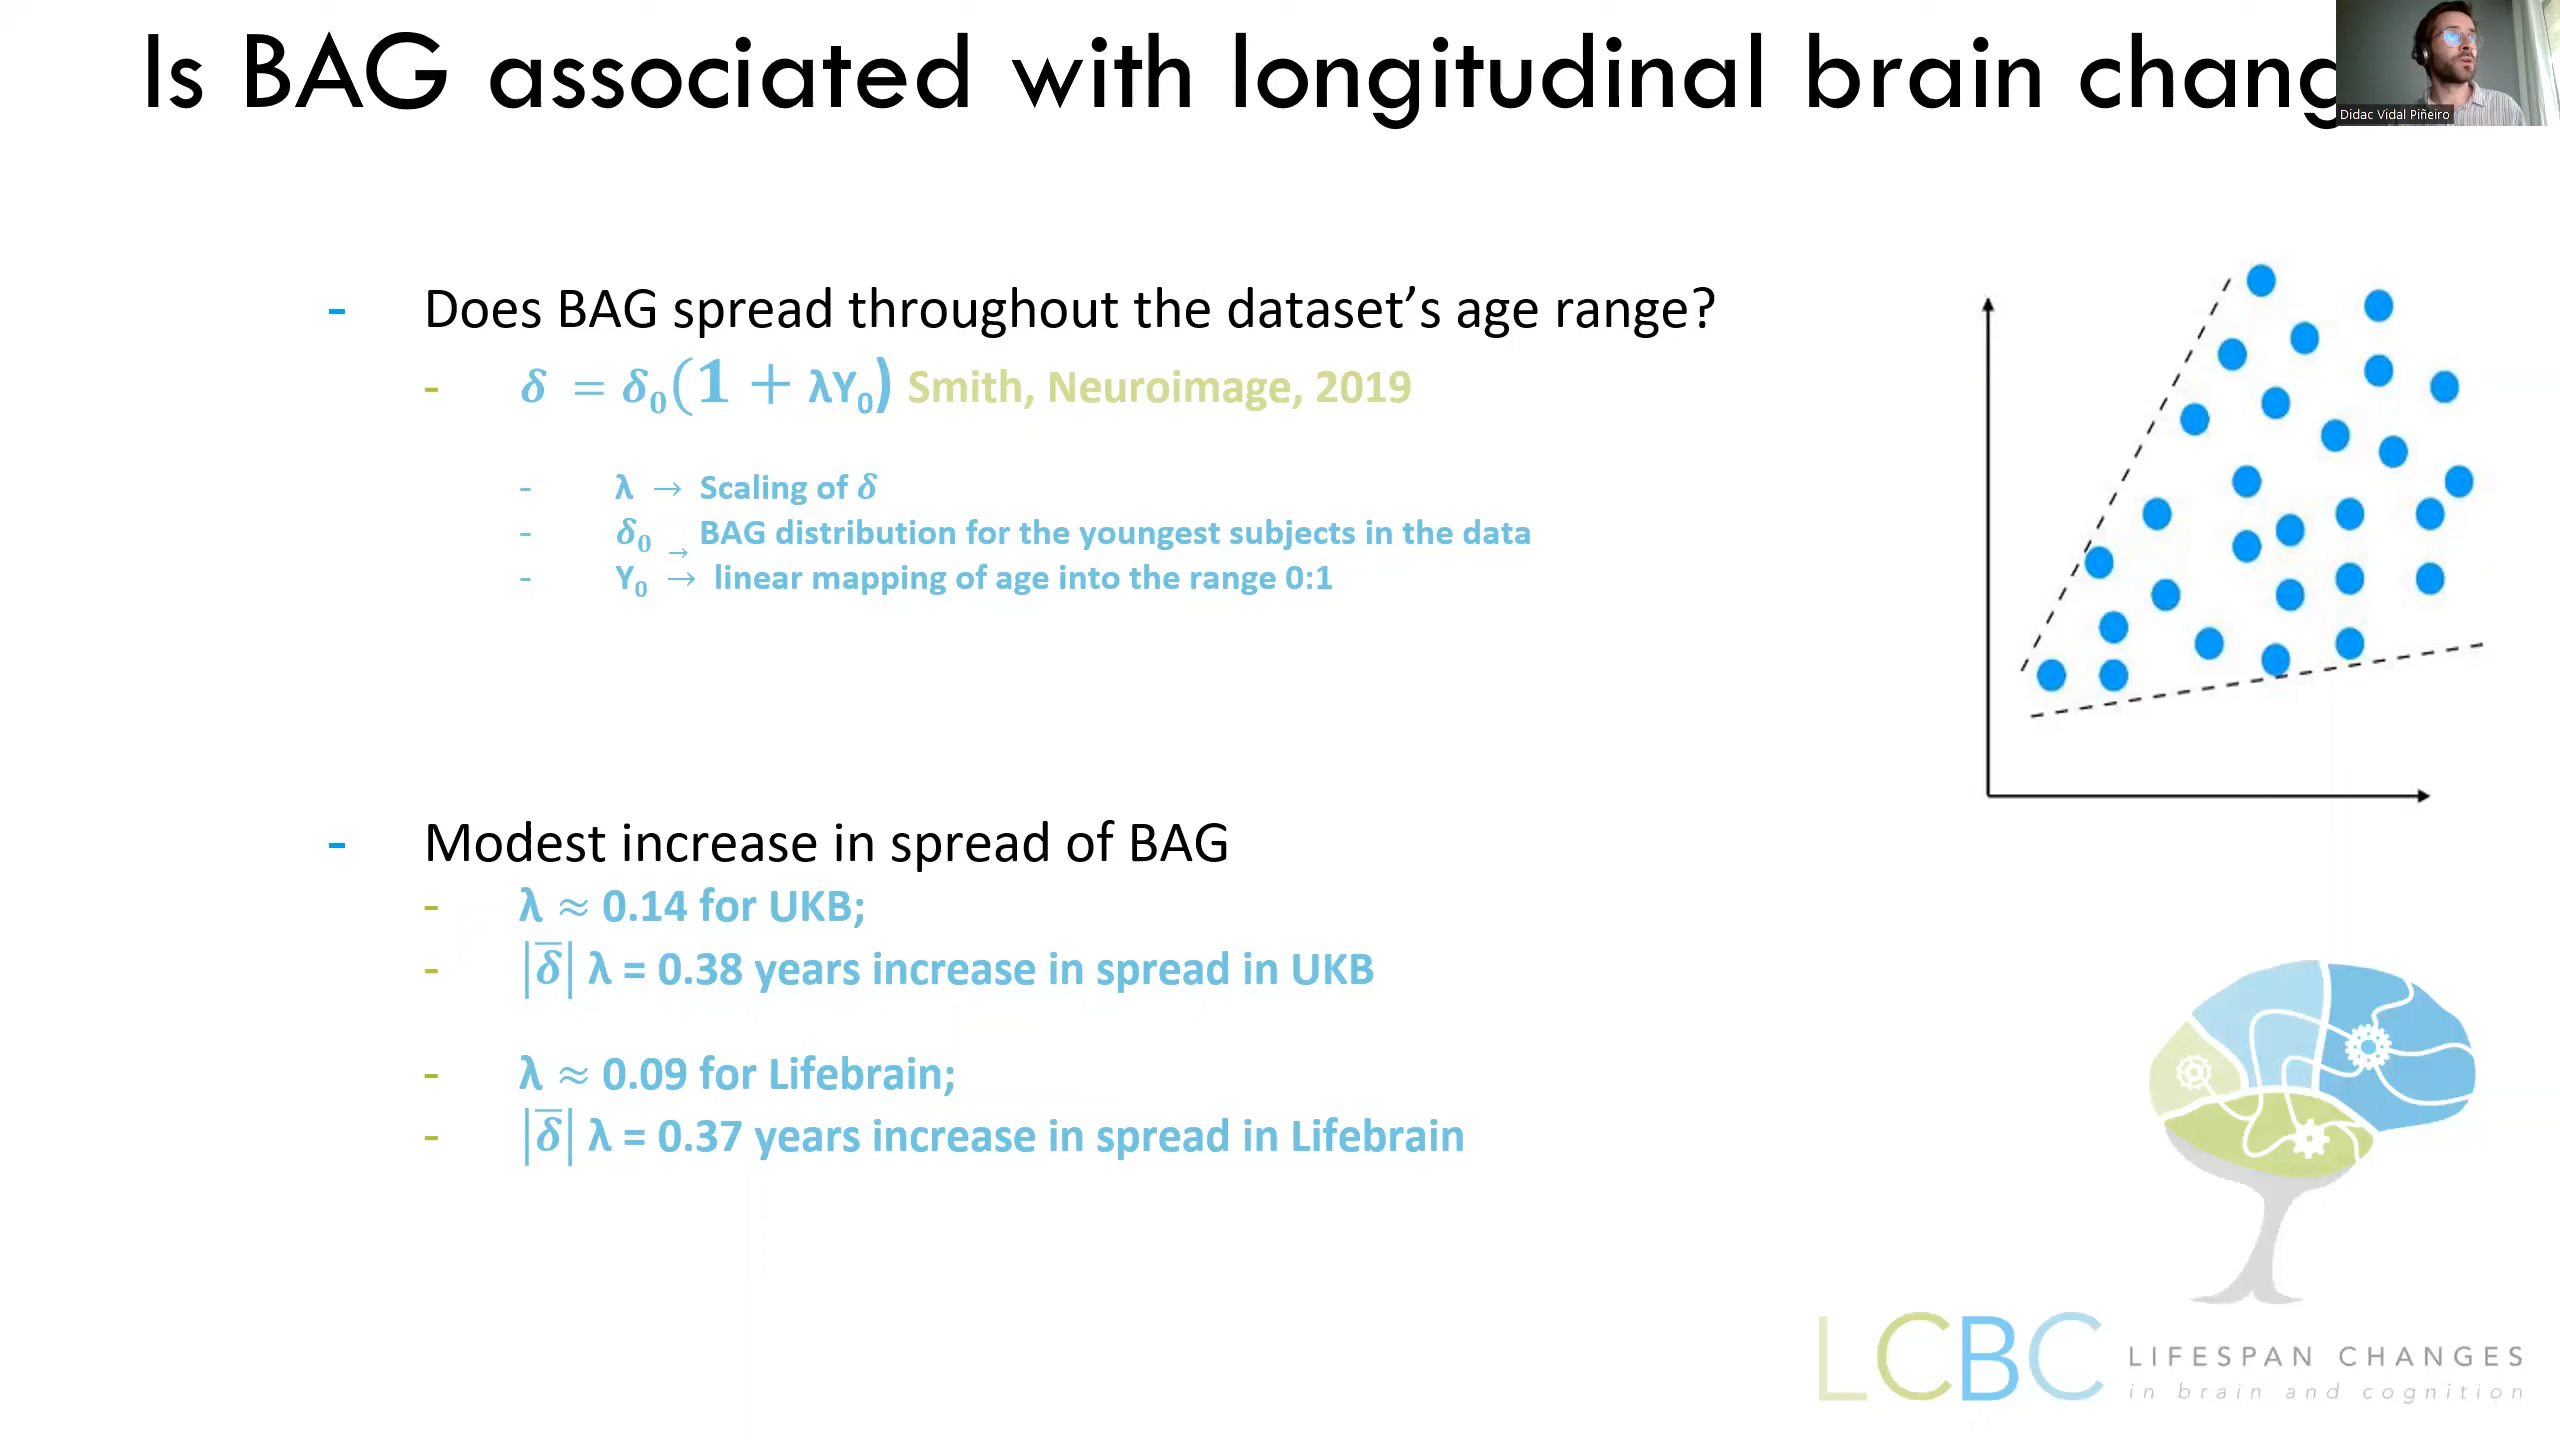 Is BAG associated with longitudinal brain chang
Didac Vidal Piñeiro
- Does BAG spread throughout the dataset’s age range?
- δ = δ₀(1 + λY₀) Smith, Neuroimage, 2019
- λ → Scaling of δ
- δ₀ → BAG distribution for the youngest subjects in the data
- Y₀ → linear mapping of age into the range 0:1
- Modest increase in spread of BAG
- λ ≈ 0.14 for UKB;
- |δ̅| λ = 0.38 years increase in spread in UKB
- λ ≈ 0.09 for Lifebrain;
- |δ̅| λ = 0.37 years increase in spread in Lifebrain
LCBC
LIFESPAN CHANGES
in brain and cognition